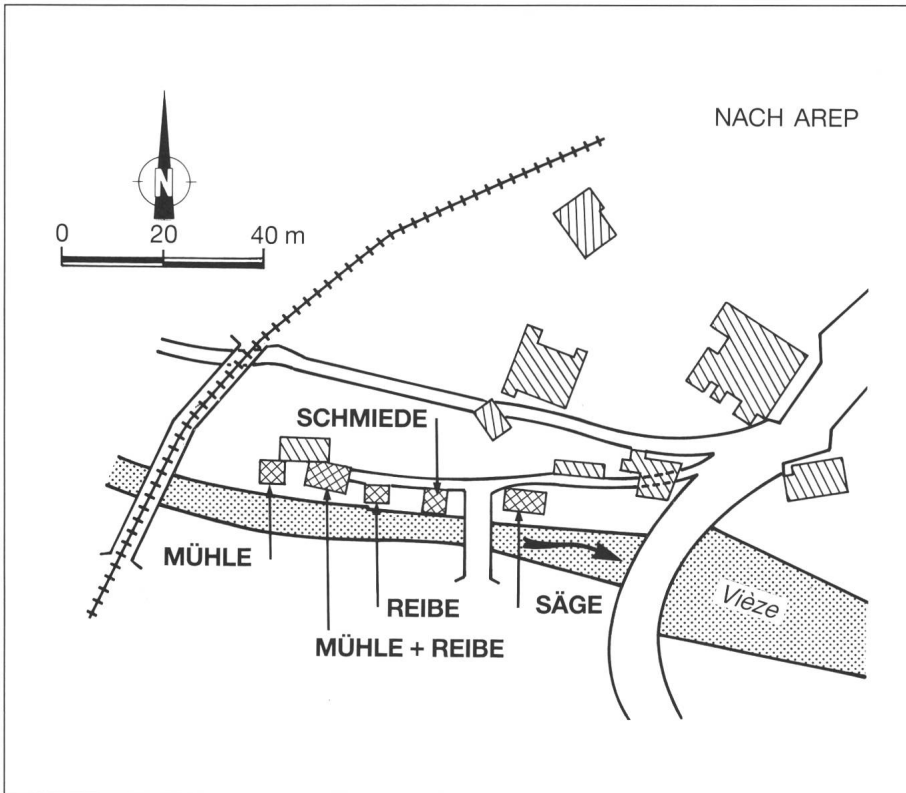 NACH AREP
N
0 20 40 m
SCHMIEDE
MÜHLE
REIBE
SÄGE
MÜHLE + REIBE
Vièze